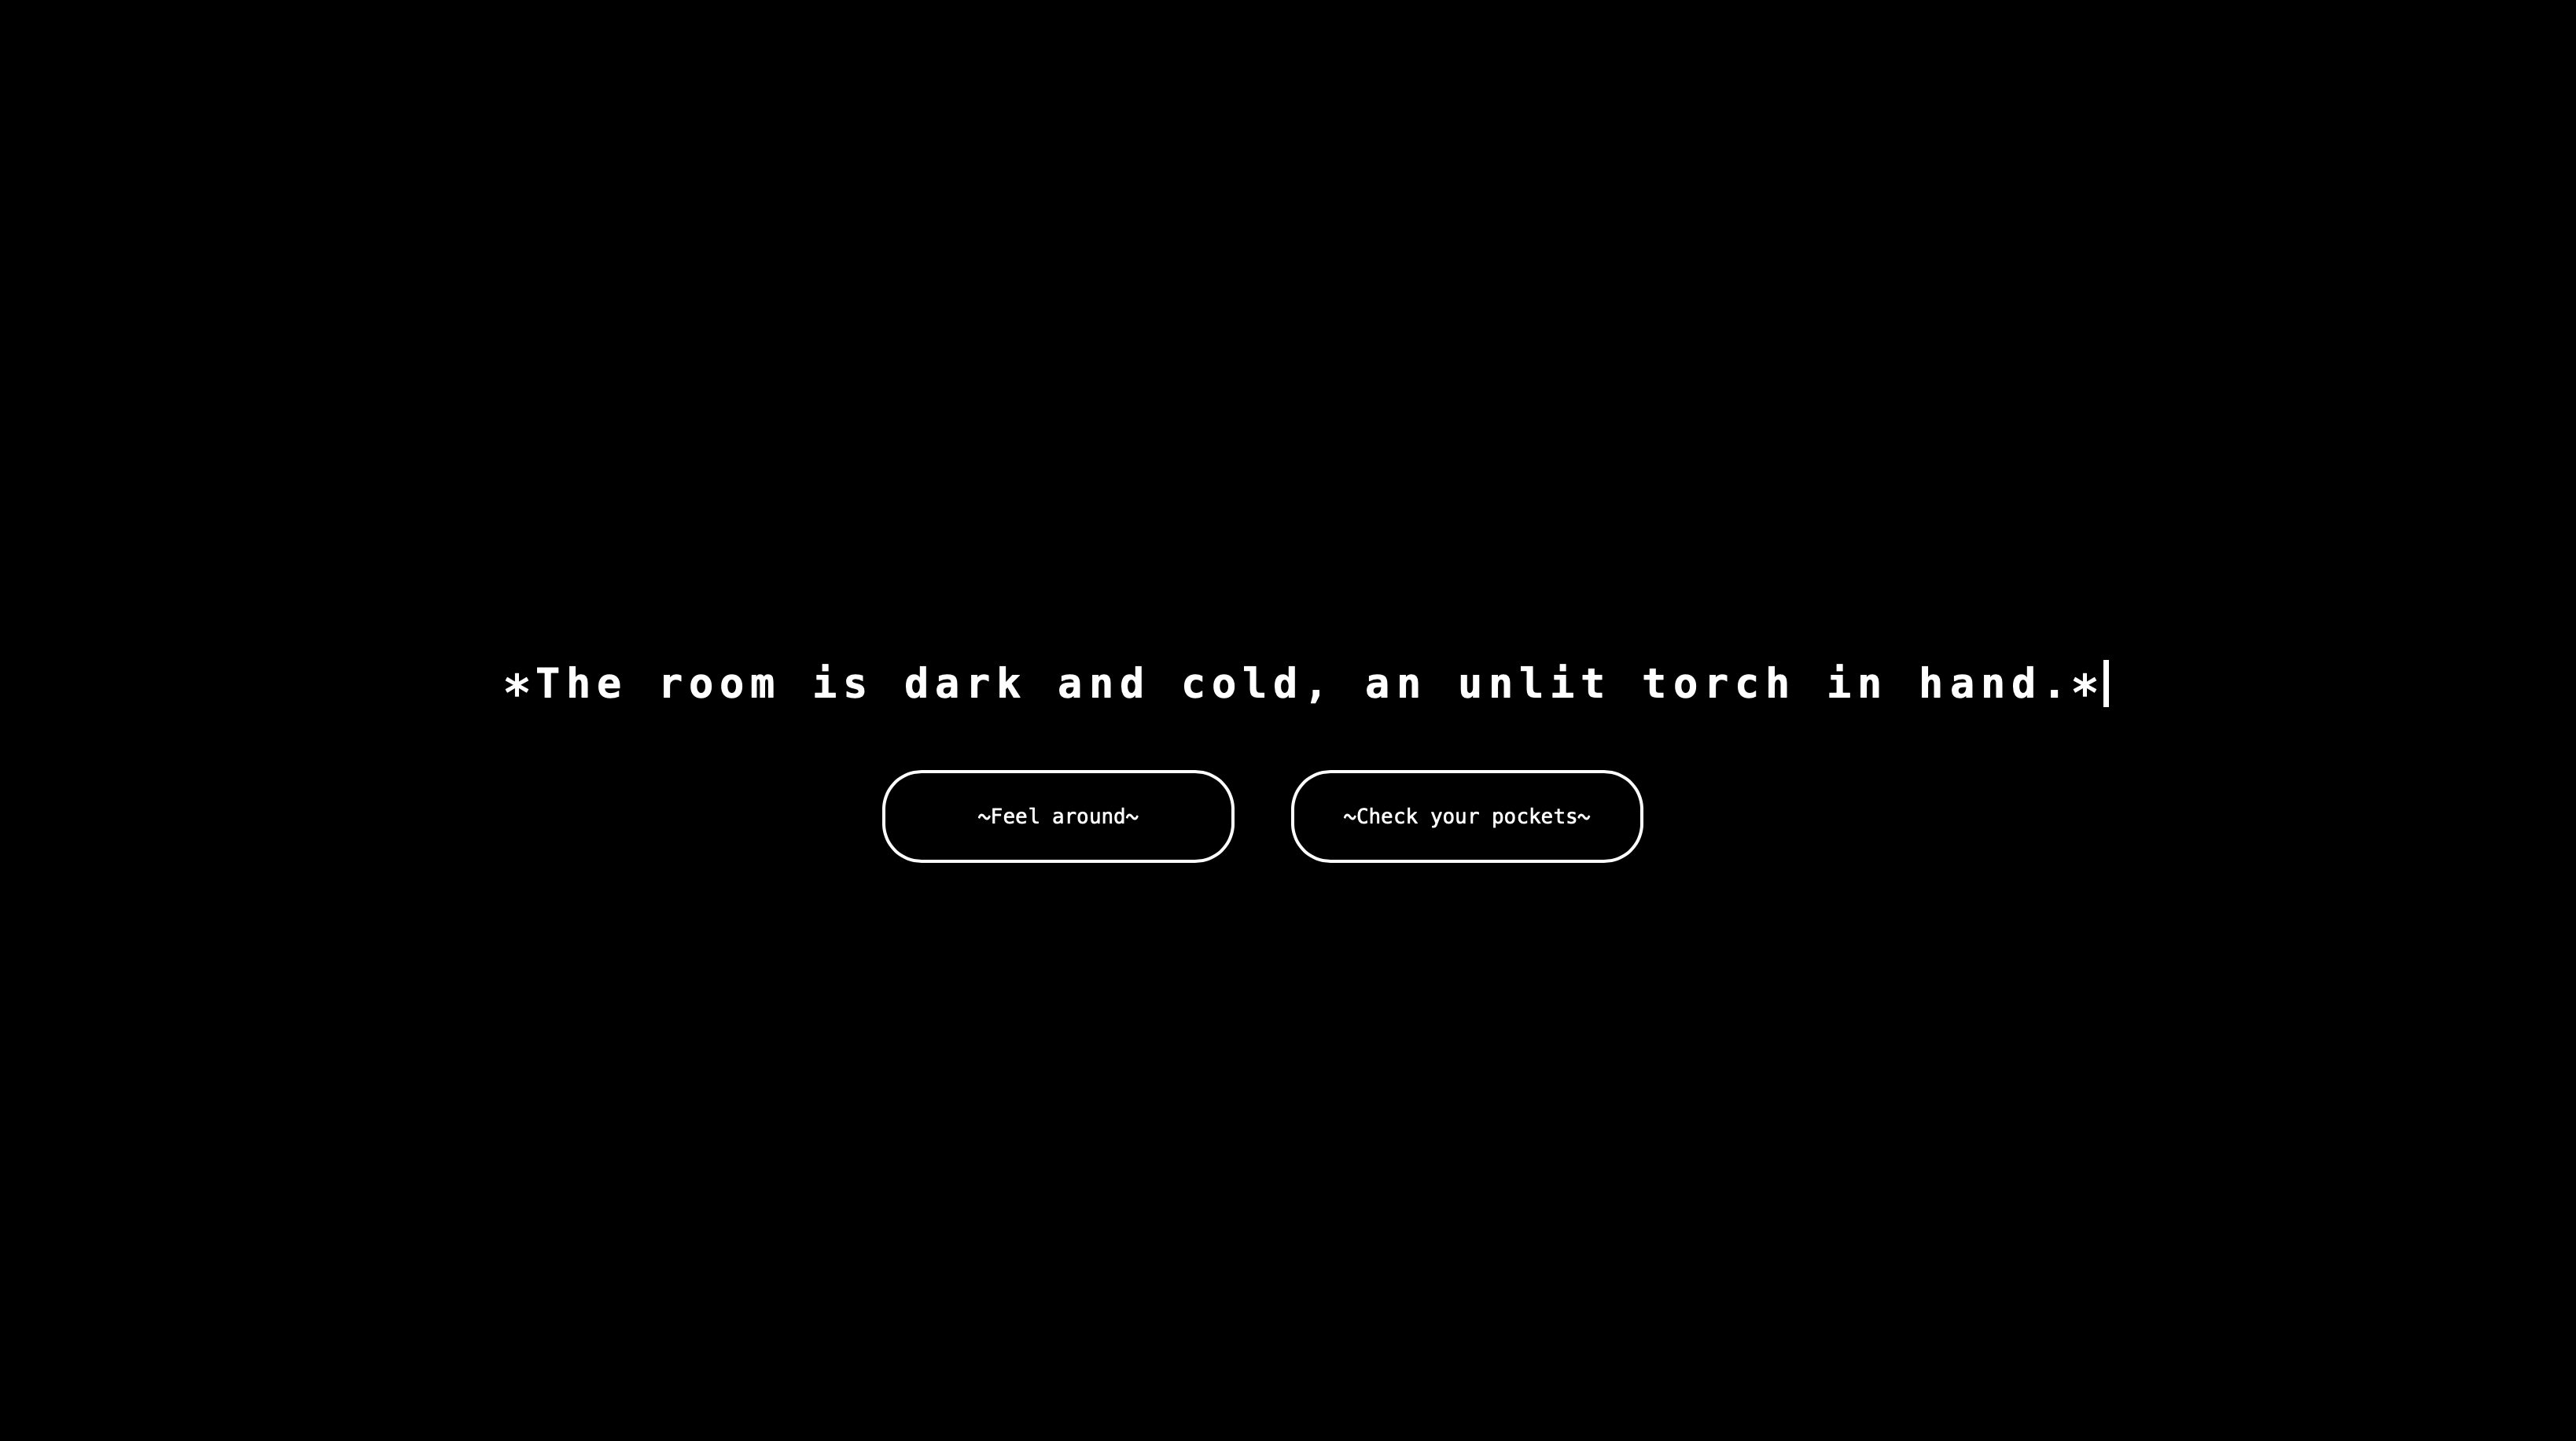 *The room is dark and cold, an unlit torch in hand.*
~Feel around~
~Check your pockets~